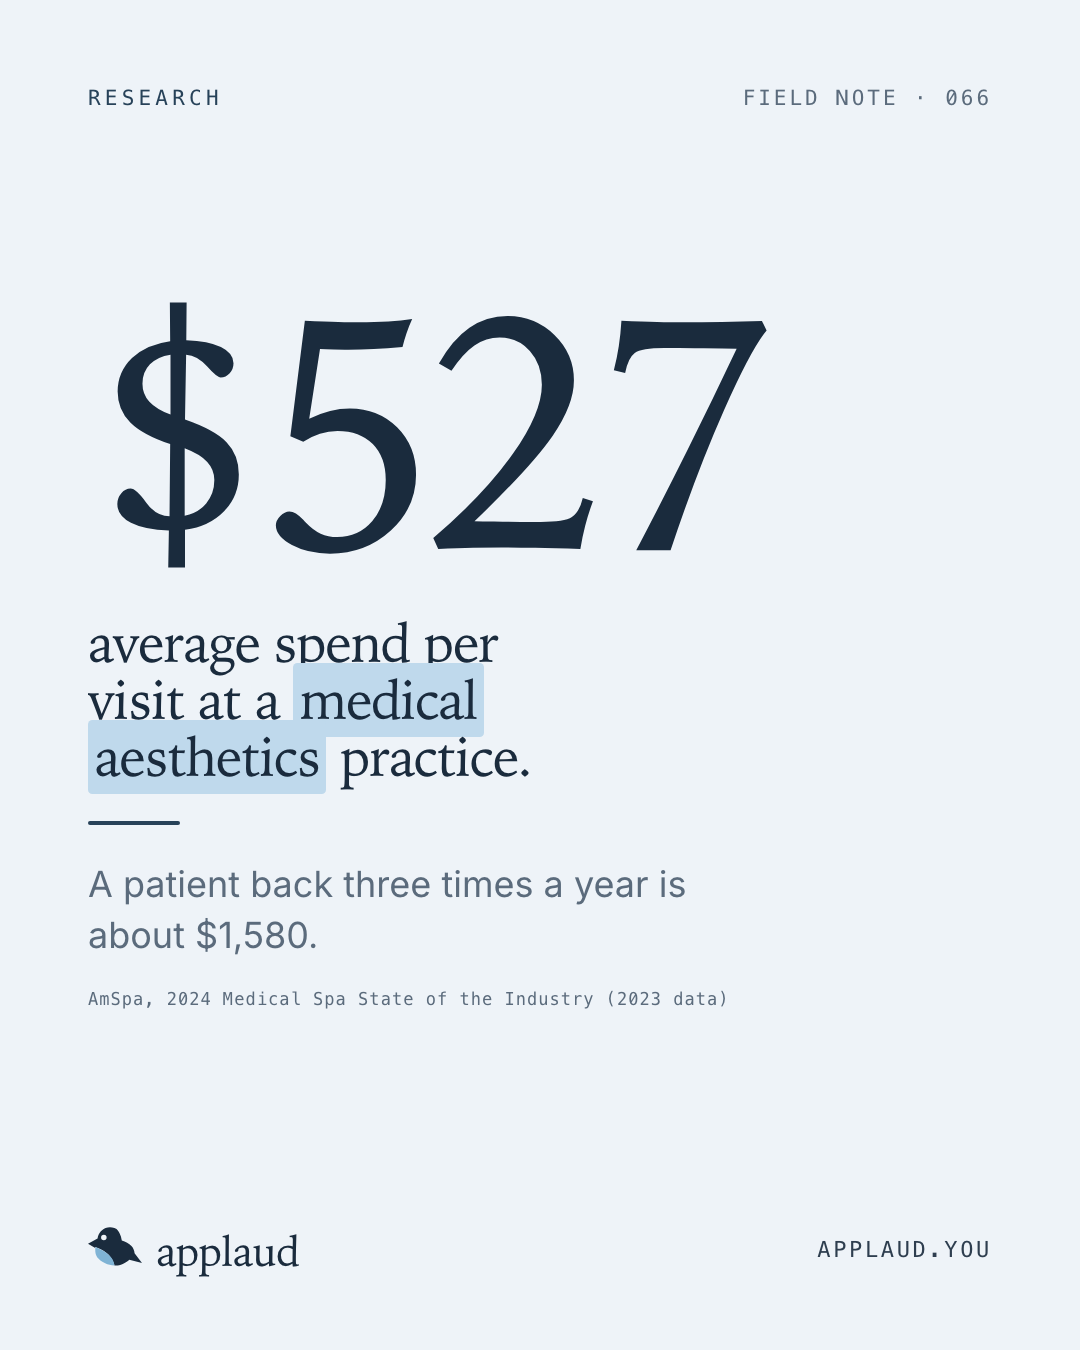 RESEARCH
FIELD NOTE · 066
$527
average spend per
visit at a medical
aesthetics practice.
A patient back three times a year is
about $1,580.
AmSpa, 2024 Medical Spa State of the Industry (2023 data)
applaud
APPLAUD.YOU